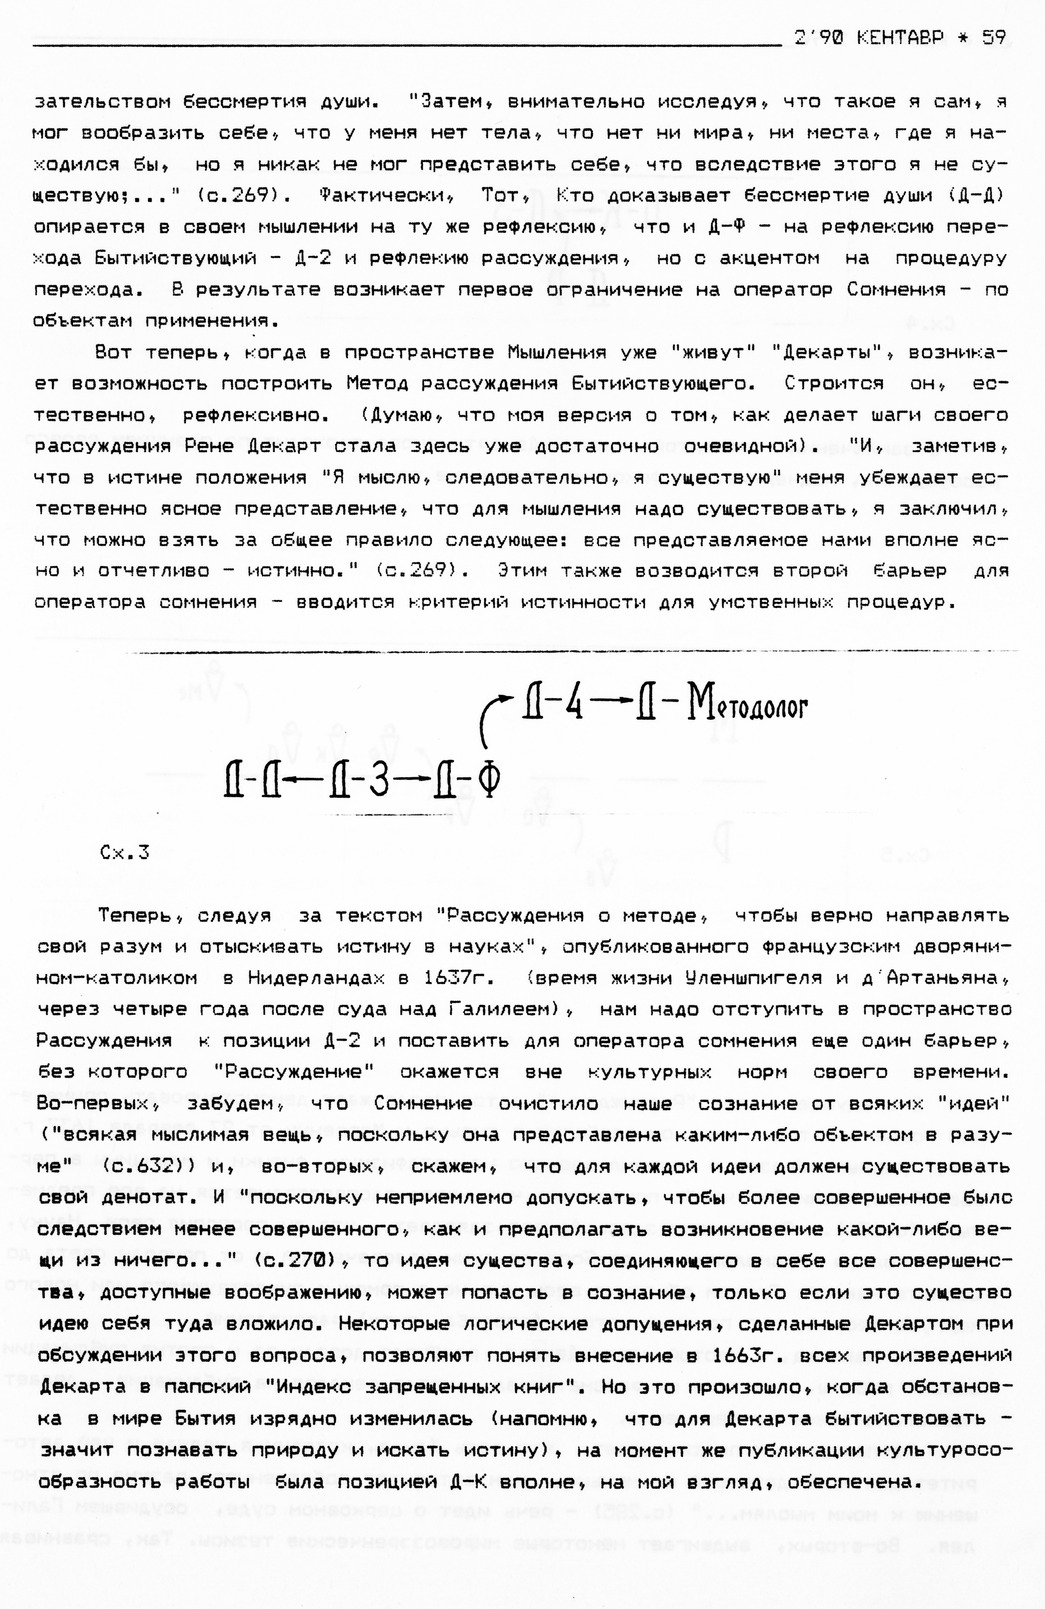 2'90 КЕНТАВР * 59
зательством бессмертия души. "Затем, внимательно исследуя, что такое я сам, я
мог вообразить себе, что у меня нет тела, что нет ни мира, ни места, где я на-
ходился бы, но я никак не мог представить себе, что вследствие этого я не су-
ществую;..." (с.269). Фактически, Тот, Кто доказывает бессмертие души (Д-Д)
опирается в своем мышлении на ту же рефлексию, что и Д-Ф - на рефлексию пере-
хода Бытийствующий - Д-2 и рефлекию рассуждения, но с акцентом на процедуру
перехода. В результате возникает первое ограничение на оператор Сомнения - по
объектам применения.
Вот теперь, когда в пространстве Мышления уже "живут" "Декарты", возника-
ет возможность построить Метод рассуждения Бытийствующего. Строится он, ес-
тественно, рефлексивно. (Думаю, что моя версия о том, как делает шаги своего
рассуждения Рене Декарт стала здесь уже достаточно очевидной). "И, заметив,
что в истине положения "Я мыслю, следовательно, я существую" меня убеждает ес-
тественно ясное представление, что для мышления надо существовать, я заключил,
что можно взять за общее правило следующее: все представляемое нами вполне яс-
но и отчетливо - истинно." (с.269). Этим также возводится второй барьер для
оператора сомнения - вводится критерий истинности для умственных процедур.
Д-4→Д-Методолог
Д-Д←Д-3→Д-Ф
Сх.3
Теперь, следуя за текстом "Рассуждения о методе, чтобы верно направлять
свой разум и отыскивать истину в науках", опубликованного французским дворяни-
ном-католиком в Нидерландах в 1637г. (время жизни Уленшпигеля и д'Артаньяна,
через четыре года после суда над Галилеем), нам надо отступить в пространство
Рассуждения к позиции Д-2 и поставить для оператора сомнения еще один барьер,
без которого "Рассуждение" окажется вне культурных норм своего времени.
Во-первых, забудем, что Сомнение очистило наше сознание от всяких "идей"
("всякая мыслимая вещь, поскольку она представлена каким-либо объектом в разу-
ме" (с.632)) и, во-вторых, скажем, что для каждой идеи должен существовать
свой денотат. И "поскольку неприемлемо допускать, чтобы более совершенное было
следствием менее совершенного, как и предполагать возникновение какой-либо ве-
щи из ничего..." (с.270), то идея существа, соединяющего в себе все совершенс-
тва, доступные воображению, может попасть в сознание, только если это существо
идею себя туда вложило. Некоторые логические допущения, сделанные Декартом при
обсуждении этого вопроса, позволяют понять внесение в 1663г. всех произведений
Декарта в папский "Индекс запрещенных книг". Но это произошло, когда обстанов-
ка в мире Бытия изрядно изменилась (напомню, что для Декарта бытийствовать -
значит познавать природу и искать истину), на момент же публикации культуросо-
образность работы была позицией Д-К вполне, на мой взгляд, обеспечена.